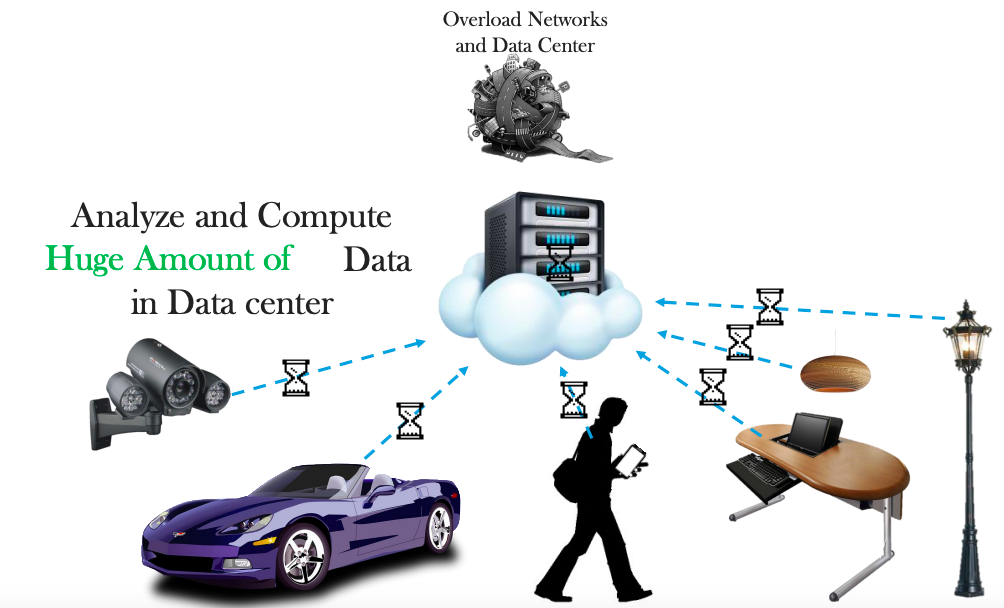 Overload Networks
and Data Center
Analyze and Compute
Huge Amount of Data
in Data center